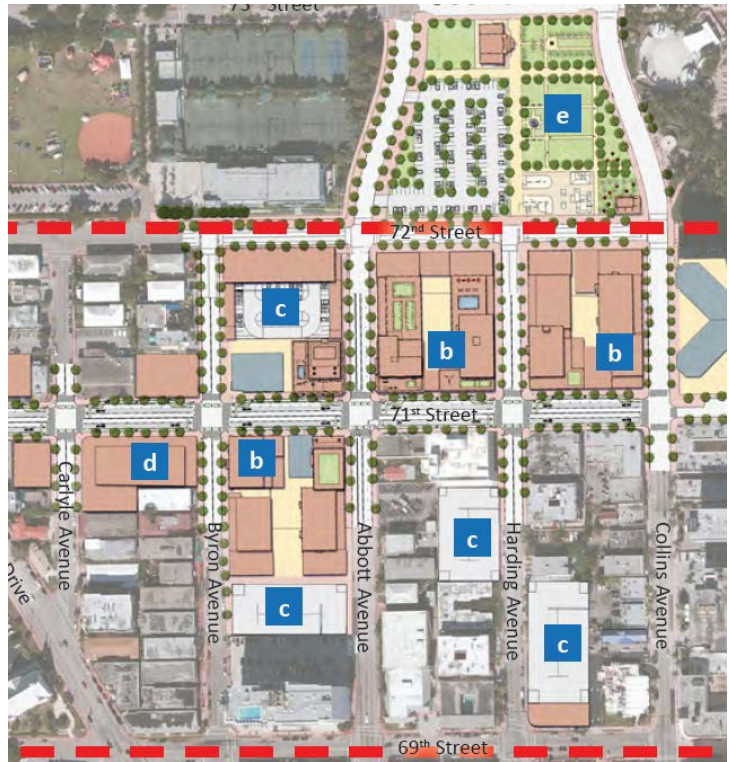 e
72nd Street
c
b
b
71st Street
d
b
c
c
c
Carlyle Avenue
Byron Avenue
Abbott Avenue
Harding Avenue
Collins Avenue
Drive
69th Street